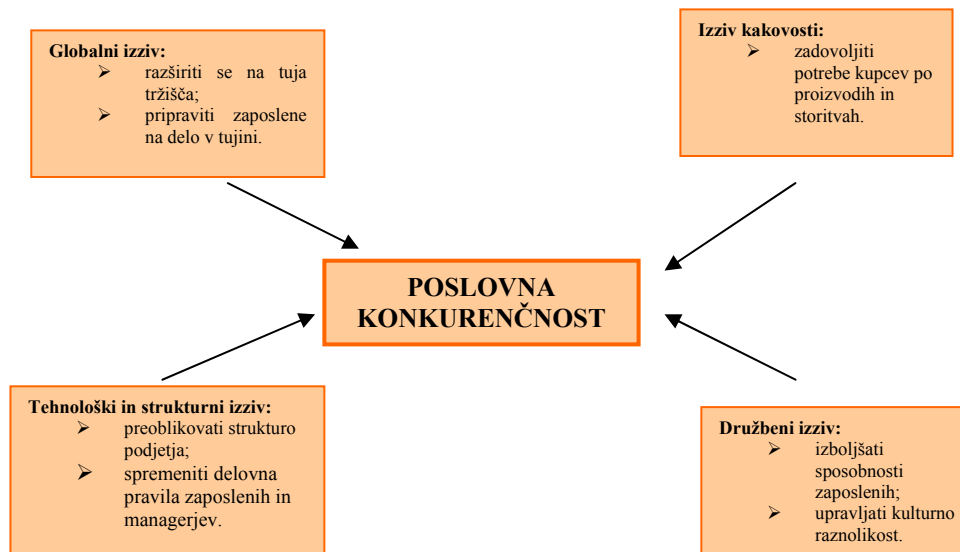 Globalni izziv:
➢ razširiti se na tuja
tržišča;
➢ pripraviti zaposlene
na delo v tujini.
Izziv kakovosti:
➢ zadovoljiti
potrebe kupcev po
proizvodih in
storitvah.
POSLOVNA
KONKURENČNOST
Tehnološki in strukturni izziv:
➢ preoblikovati strukturo
podjetja;
➢ spremeniti delovna
pravila zaposlenih in
managerjev.
Družbeni izziv:
➢ izboljšati
sposobnosti
zaposlenih;
➢ upravljati kulturno
raznolikost.